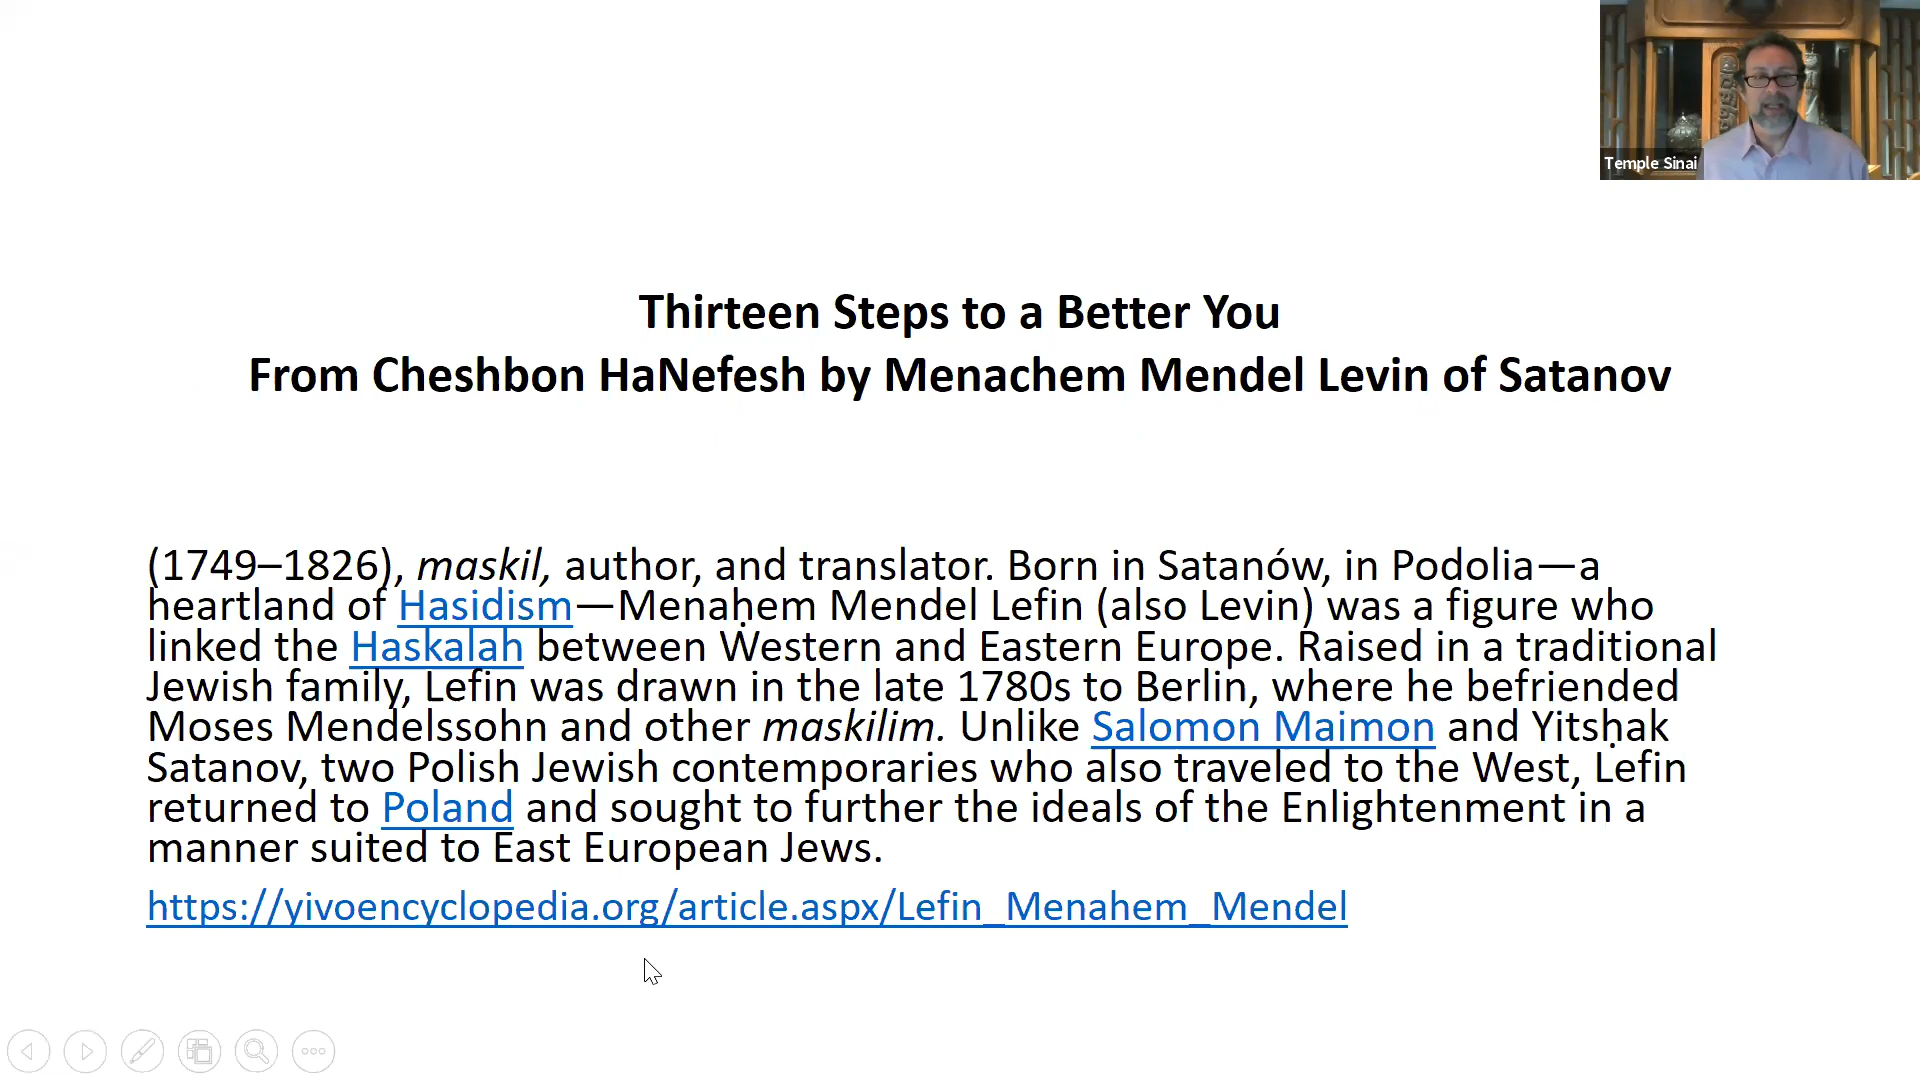 Temple Sinai
Thirteen Steps to a Better You
From Cheshbon HaNefesh by Menachem Mendel Levin of Satanov
(1749–1826), maskil, author, and translator. Born in Satanów, in Podolia—a
heartland of Hasidism—Menaḥem Mendel Lefin (also Levin) was a figure who
linked the Haskalah between Western and Eastern Europe. Raised in a traditional
Jewish family, Lefin was drawn in the late 1780s to Berlin, where he befriended
Moses Mendelssohn and other maskilim. Unlike Salomon Maimon and Yitsḥak
Satanov, two Polish Jewish contemporaries who also traveled to the West, Lefin
returned to Poland and sought to further the ideals of the Enlightenment in a
manner suited to East European Jews.
https://yivoencyclopedia.org/article.aspx/Lefin_Menahem_Mendel